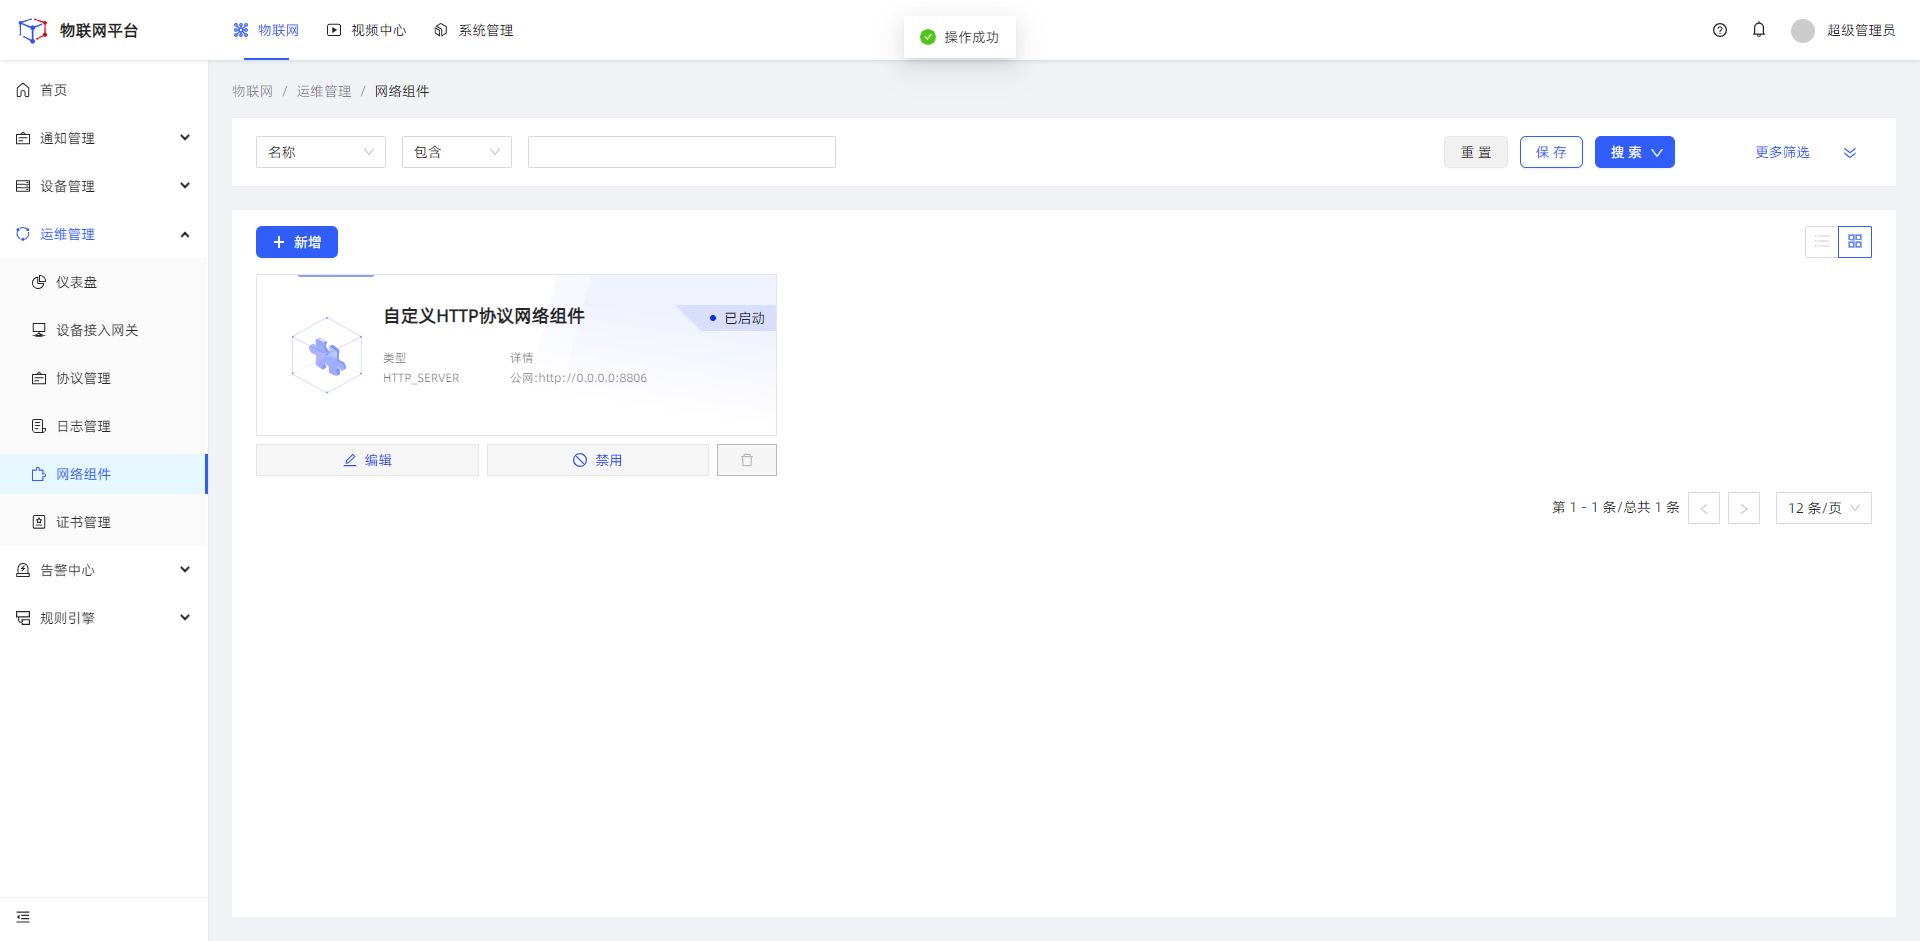 物联网平台
物联网
视频中心
系统管理
操作成功
超级管理员
首页
通知管理
设备管理
运维管理
仪表盘
设备接入网关
协议管理
日志管理
网络组件
证书管理
告警中心
规则引擎
物联网 / 运维管理 / 网络组件
名称
包含
重 置
保 存
搜 索
更多筛选
新增
自定义HTTP协议网络组件
已启动
类型
详情
HTTP_SERVER
公网:http://0.0.0.0:8806
编辑
禁用
第 1 - 1 条/总共 1 条
12 条/页